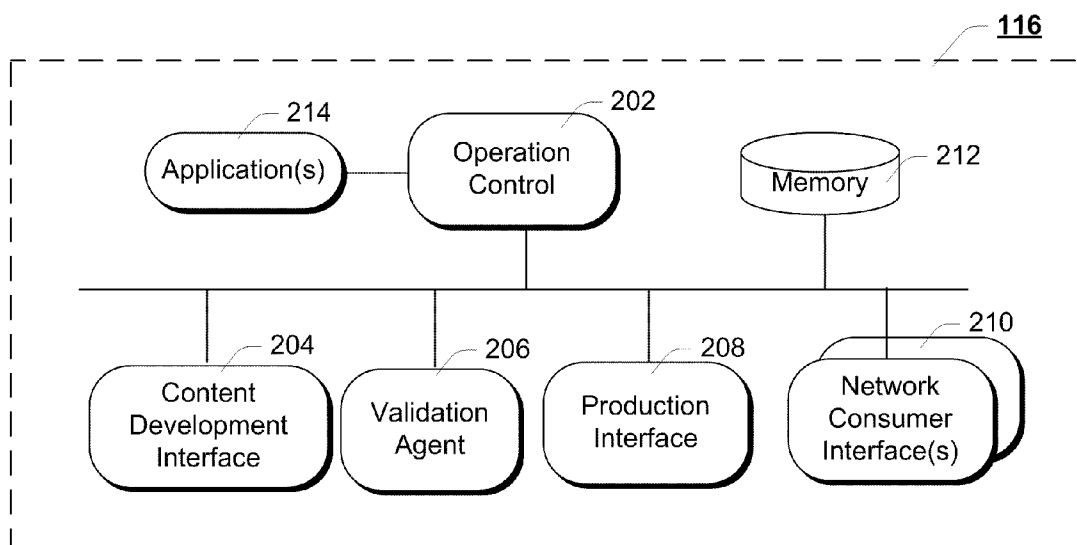 116
214
202
Application(s)
Operation
Control
Memory
212
204
206
208
210
Content
Development
Interface
Validation
Agent
Production
Interface
Network
Consumer
Interface(s)